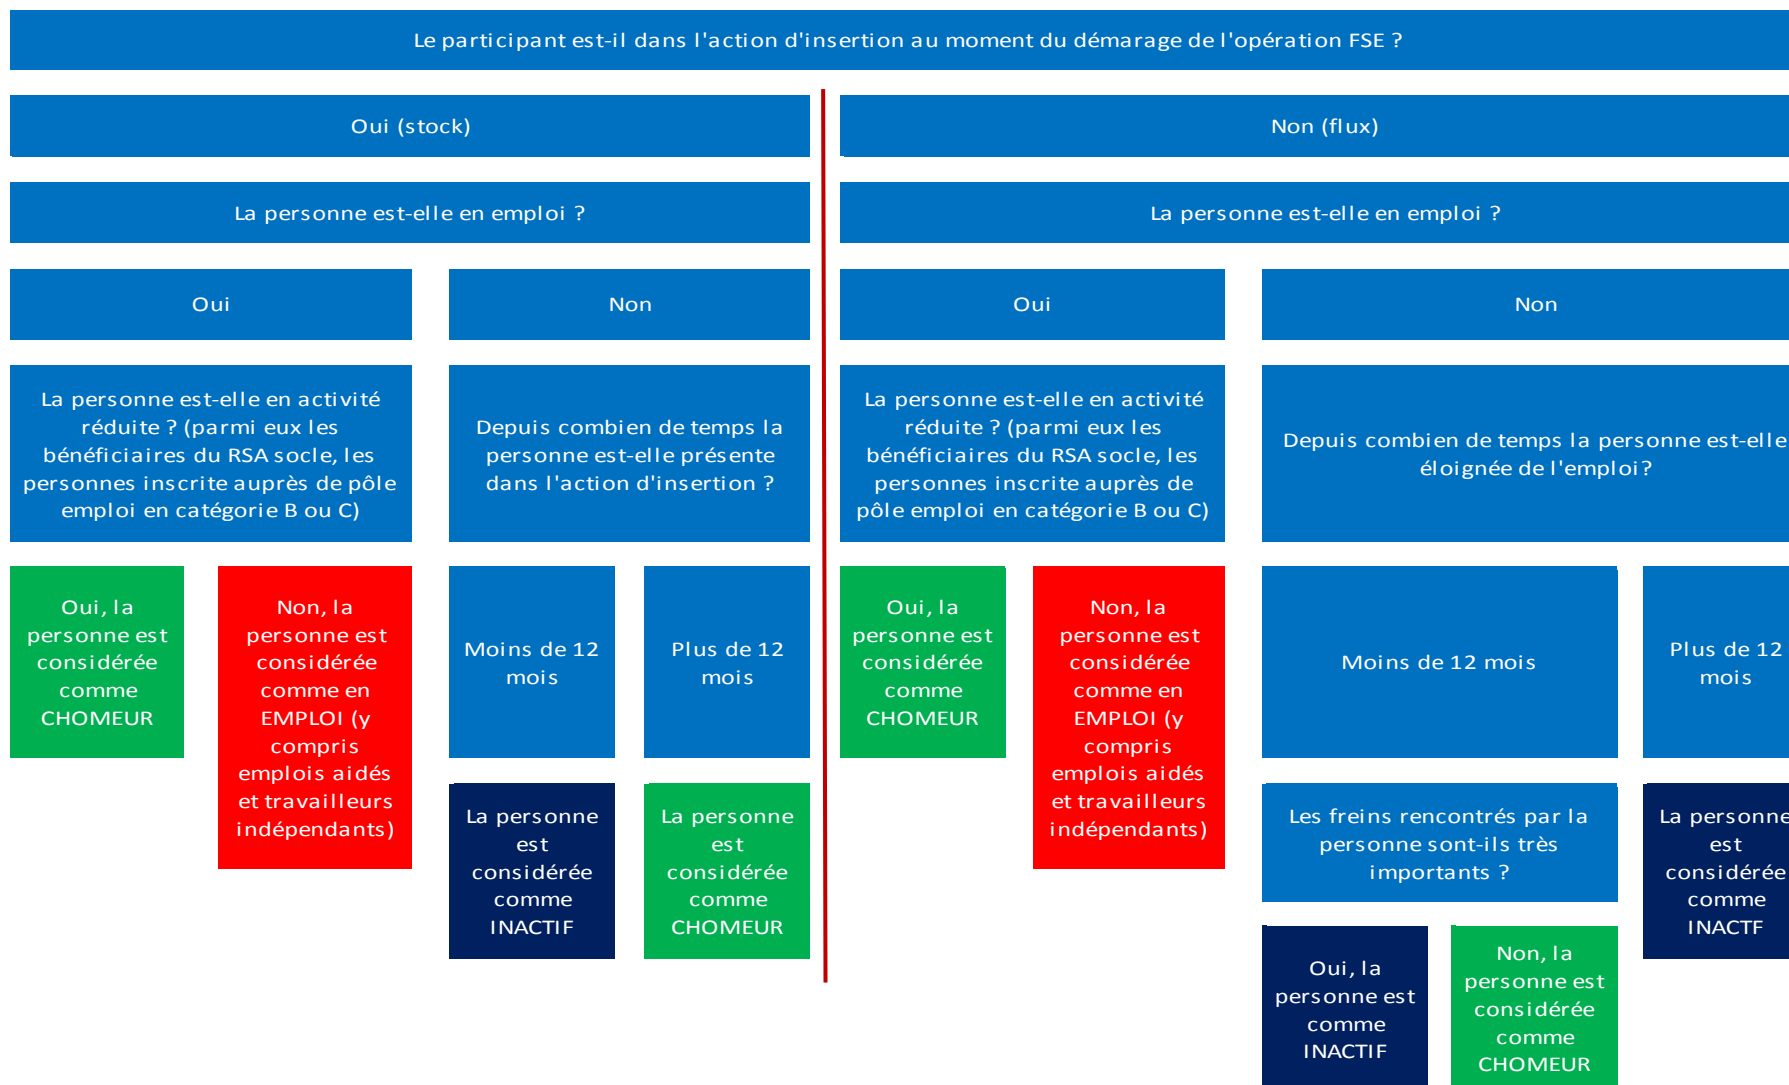 Le participant est-il dans l'action d'insertion au moment du démarage de l'opération FSE ?
Oui (stock)
Non (flux)
La personne est-elle en emploi ?
La personne est-elle en emploi ?
Oui
Non
Oui
Non
La personne est-elle en activité
réduite ? (parmi eux les
bénéficiaires du RSA socle, les
personnes inscrite auprès de pôle
emploi en catégorie B ou C)
Depuis combien de temps la
personne est-elle présente
dans l'action d'insertion ?
La personne est-elle en activité
réduite ? (parmi eux les
bénéficiaires du RSA socle, les
personnes inscrite auprès de
pôle emploi en catégorie B ou C)
Depuis combien de temps la personne est-elle
éloignée de l'emploi?
Oui, la
personne est
considérée
comme
CHOMEUR
Non, la
personne est
considérée
comme en
EMPLOI (y
compris
emplois aidés
et travailleurs
indépendants)
Moins de 12
mois
Plus de 12
mois
Oui, la
personne est
considérée
comme
CHOMEUR
Non, la
personne est
considérée
comme en
EMPLOI (y
compris
emplois aidés
et travailleurs
indépendants)
Moins de 12 mois
Plus de 12
mois
La personne
est
considérée
comme
INACTIF
La personne
est
considérée
comme
CHOMEUR
Les freins rencontrés par la
personne sont-ils très
importants ?
La personne
est
considérée
comme
INACTF
Oui, la
personne est
comme
INACTIF
Non, la
personne est
considérée
comme
CHOMEUR